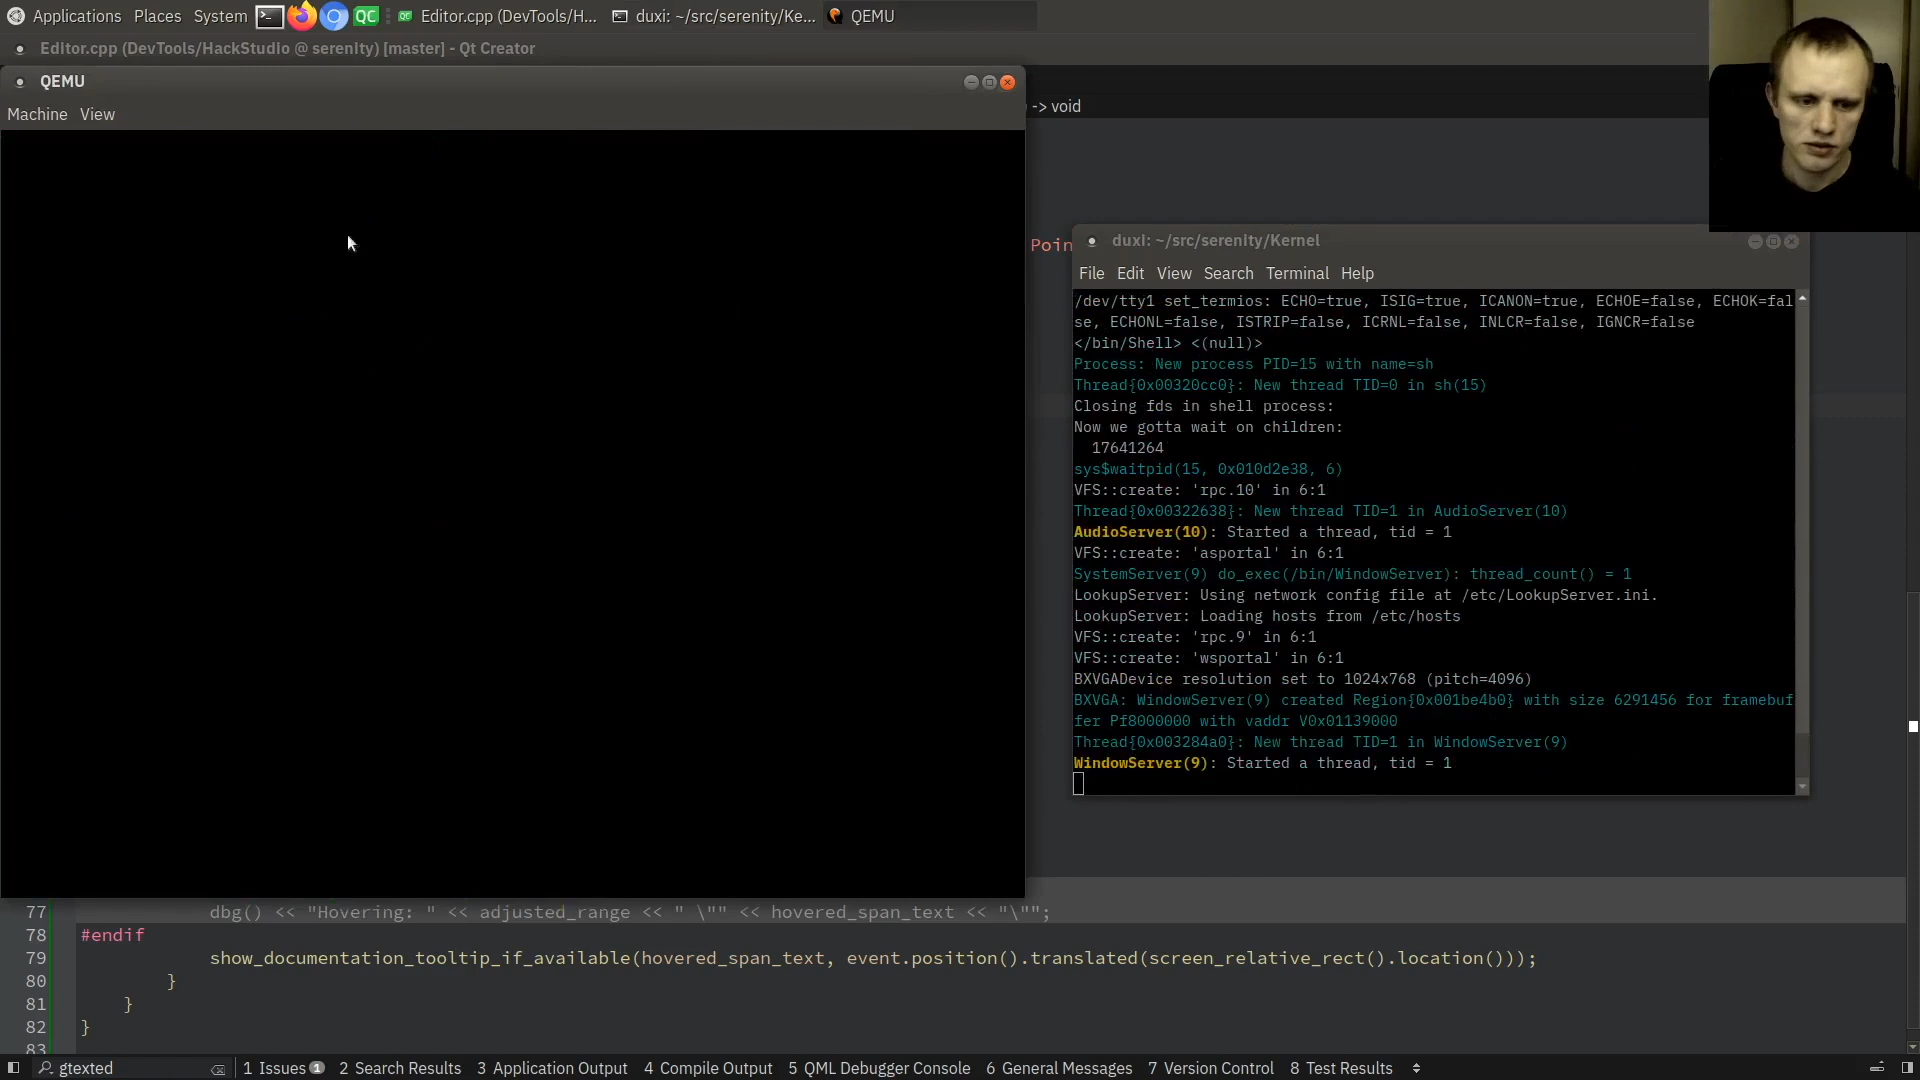 Applications Places System QC Editor.cpp (DevTools/H... duxi: ~/src/serenity/Ke... QEMU
Editor.cpp (DevTools/HackStudio @ serenity) [master] - Qt Creator
QEMU
Machine View
-> void
Poin
duxi: ~/src/serenity/Kernel
File Edit View Search Terminal Help
/dev/tty1 set_termios: ECHO=true, ISIG=true, ICANON=true, ECHOE=false, ECHOK=fal
se, ECHONL=false, ISTRIP=false, ICRNL=false, INLCR=false, IGNCR=false
</bin/Shell> <(null)>
Process: New process PID=15 with name=sh
Thread{0x00320cc0}: New thread TID=0 in sh(15)
Closing fds in shell process:
Now we gotta wait on children:
17641264
sys$waitpid(15, 0x010d2e38, 6)
VFS::create: 'rpc.10' in 6:1
Thread{0x00322638}: New thread TID=1 in AudioServer(10)
AudioServer(10): Started a thread, tid = 1
VFS::create: 'asportal' in 6:1
SystemServer(9) do_exec(/bin/WindowServer): thread_count() = 1
LookupServer: Using network config file at /etc/LookupServer.ini.
LookupServer: Loading hosts from /etc/hosts
VFS::create: 'rpc.9' in 6:1
VFS::create: 'wsportal' in 6:1
BXVGADevice resolution set to 1024x768 (pitch=4096)
BXVGA: WindowServer(9) created Region{0x001be4b0} with size 6291456 for framebuf
fer Pf8000000 with vaddr V0x01139000
Thread{0x003284a0}: New thread TID=1 in WindowServer(9)
WindowServer(9): Started a thread, tid = 1
77 dbg() << "Hovering: " << adjusted_range << " \"" << hovered_span_text << "\"";
78 #endif
79 show_documentation_tooltip_if_available(hovered_span_text, event.position().translated(screen_relative_rect().location()));
80 }
81 }
82 }
83
gtexted 1 Issues 1 2 Search Results 3 Application Output 4 Compile Output 5 QML Debugger Console 6 General Messages 7 Version Control 8 Test Results